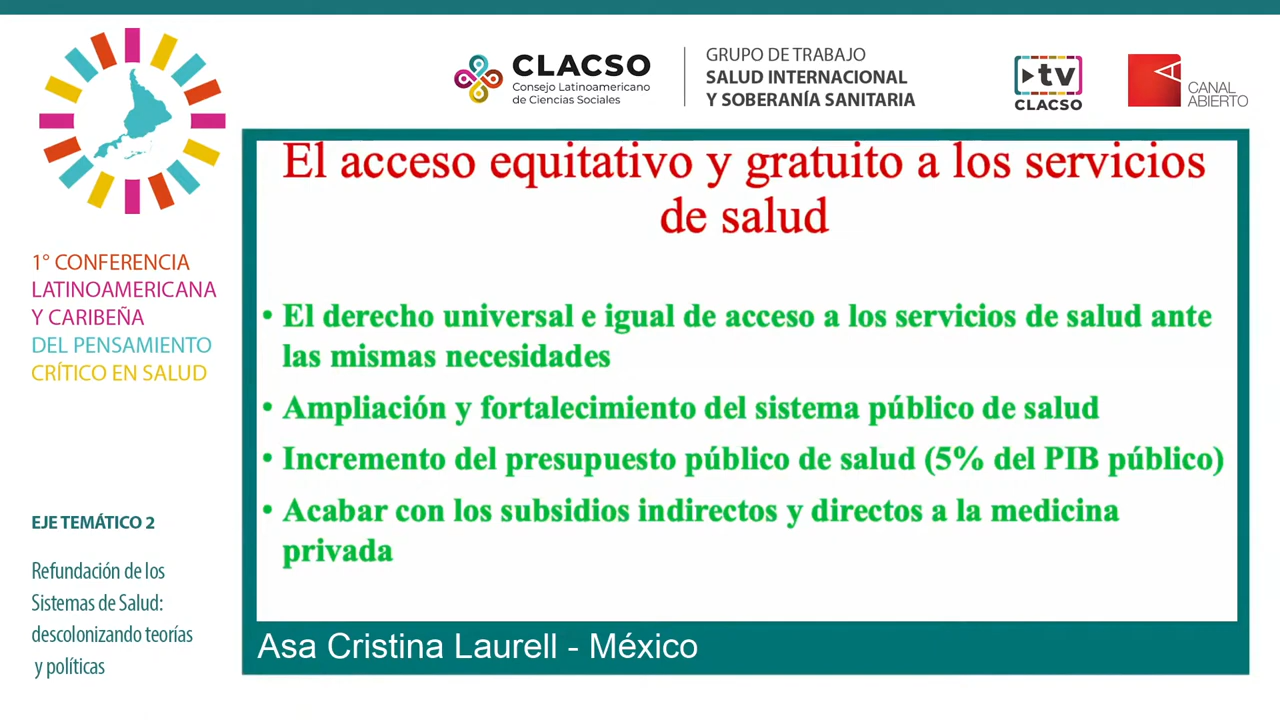 CLACSO
Consejo Latinoamericano
de Ciencias Sociales
GRUPO DE TRABAJO
SALUD INTERNACIONAL
Y SOBERANÍA SANITARIA
tv
CLACSO
CANAL
ABIERTO
1° CONFERENCIA
LATINOAMERICANA
Y CARIBEÑA
DEL PENSAMIENTO
CRÍTICO EN SALUD
EJE TEMÁTICO 2
Refundación de los
Sistemas de Salud:
descolonizando teorías
y políticas
El acceso equitativo y gratuito a los servicios
de salud
• El derecho universal e igual de acceso a los servicios de salud ante
las mismas necesidades
• Ampliación y fortalecimiento del sistema público de salud
• Incremento del presupuesto público de salud (5% del PIB público)
• Acabar con los subsidios indirectos y directos a la medicina
privada
Asa Cristina Laurell - México